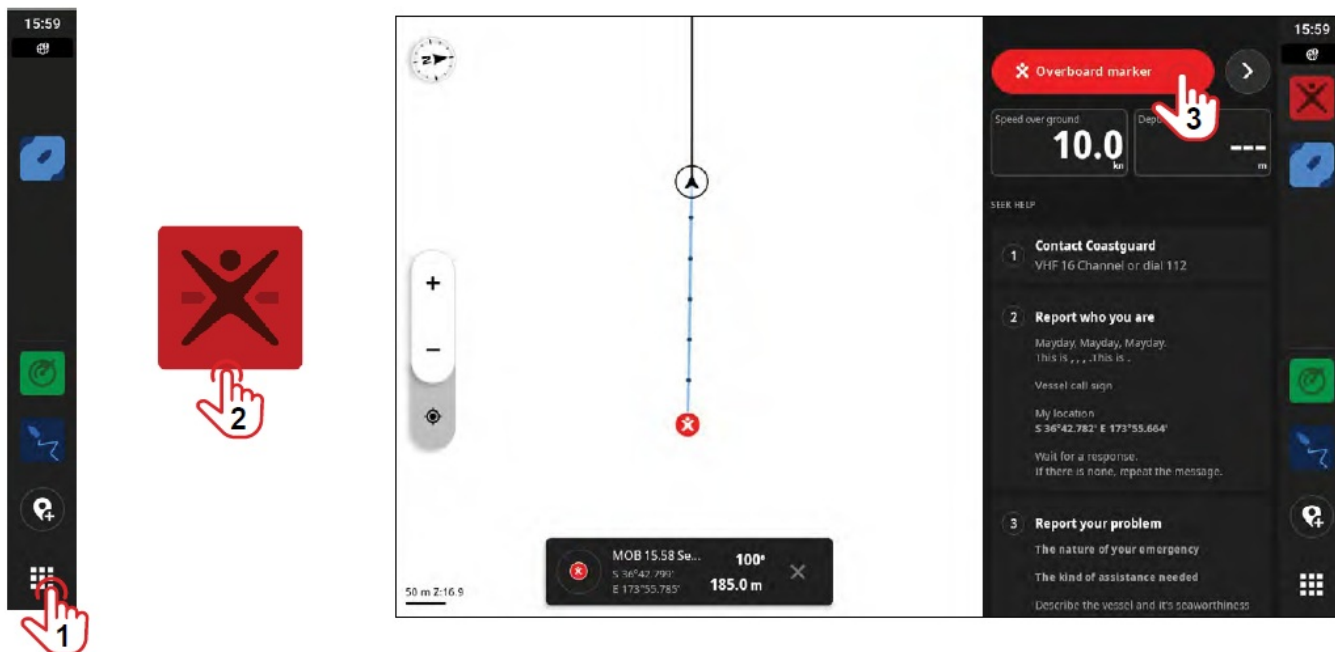 15:59
1
2
N
+
−
50 m Z:16.9
MOB 15.58 Se...
S 36°42.799'
E 173°55.785'
100°
185.0 m
Overboard marker
3
Speed over ground
10.0
kn
Dep
---
m
SEEK HELP
1 Contact Coastguard
VHF 16 Channel or dial 112
2 Report who you are
Mayday, Mayday, Mayday.
This is , , , .This is .
Vessel call sign
My location
S 36°42.782' E 173°55.664'
Wait for a response.
If there is none, repeat the message.
3 Report your problem
The nature of your emergency
The kind of assistance needed
Describe the vessel and it's seaworthiness
15:59